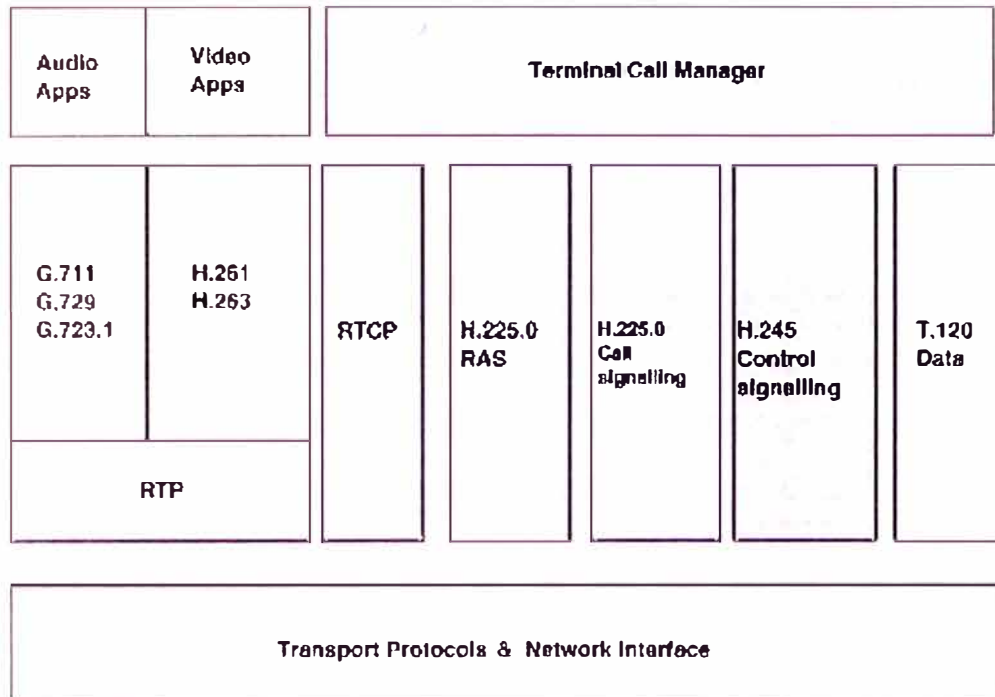 Audio
Apps
Video
Apps
Terminal Call Manager
G.711
G.729
G.723.1
H.261
H.263
RTCP
H.225.0
RAS
H.225.0
Call
signalling
H.245
Control
signalling
T.120
Data
RTP
Transport Protocols & Network Interface